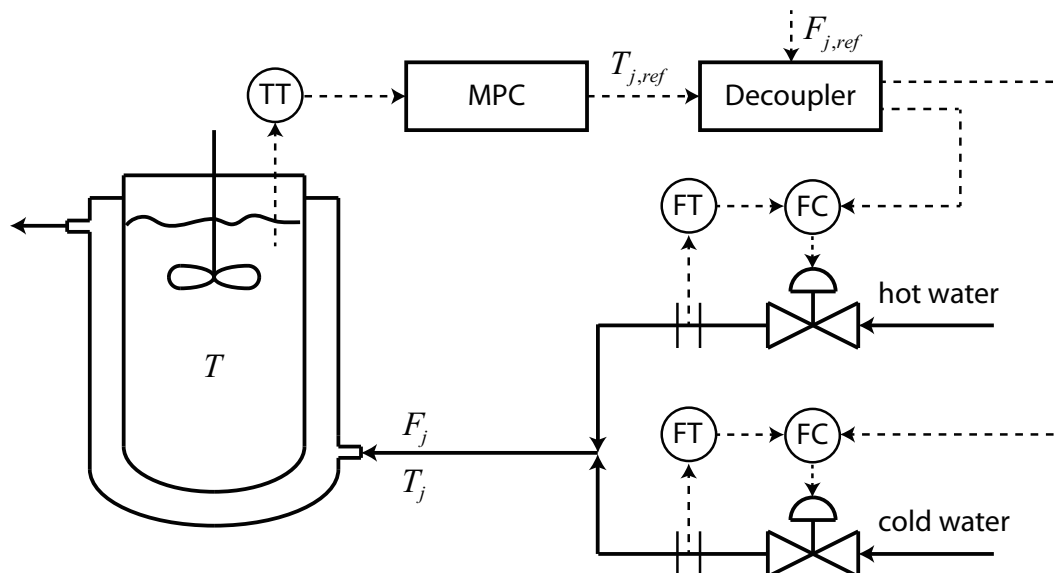 F_{j,ref}
T_{j,ref}
TT
MPC
Decoupler
FT
FC
hot water
T
F_j
T_j
FT
FC
cold water